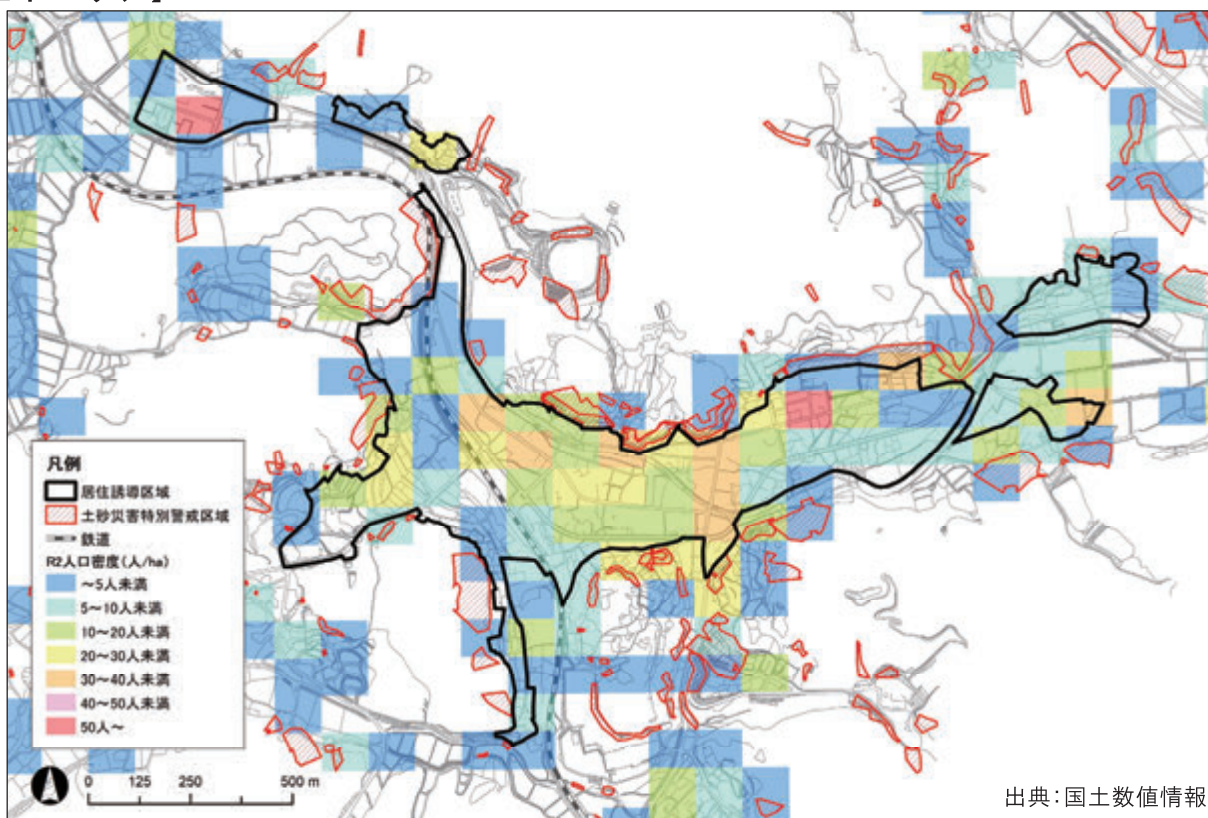 凡例
居住誘導区域
土砂災害特別警戒区域
鉄道
R2人口密度(人/ha)
～5人未満
5～10人未満
10～20人未満
20～30人未満
30～40人未満
40～50人未満
50人～
0 125 250 500 m
出典：国土数値情報